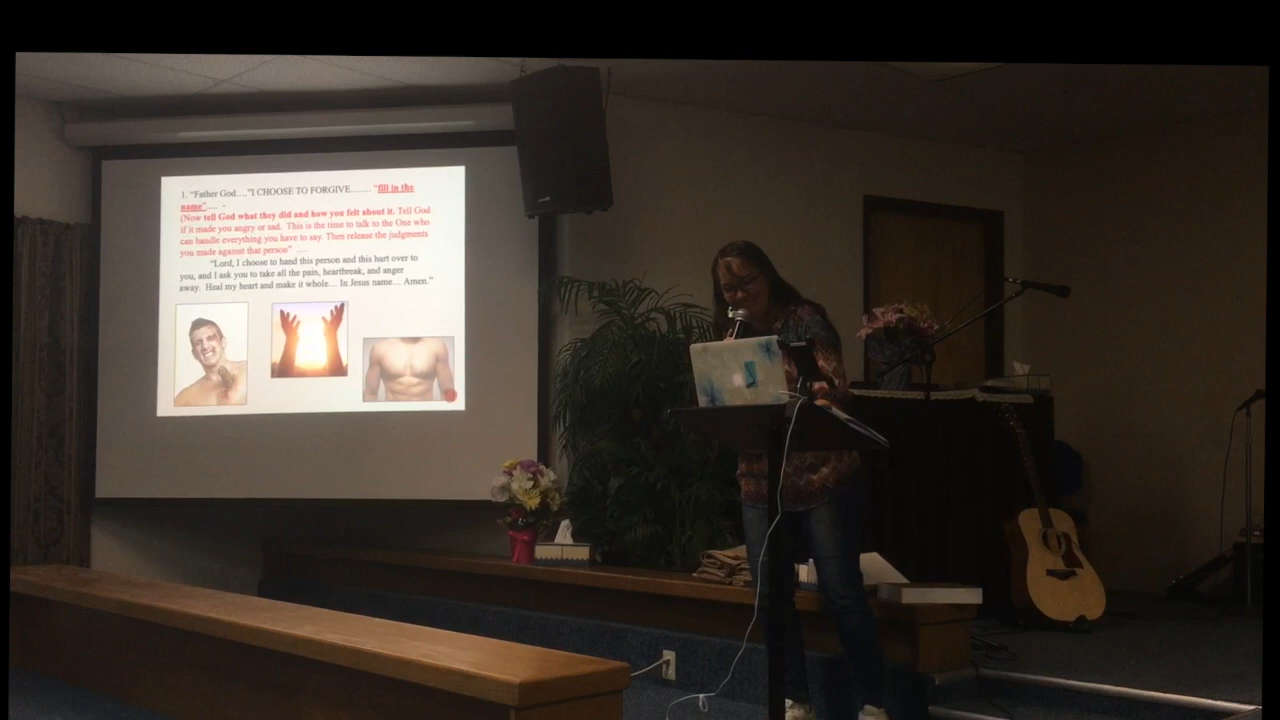 1. "Father God...."I CHOOSE TO FORGIVE....... "fill in the
name".... -
(Now tell God what they did and how you felt about it. Tell God
if it made you angry or sad. This is the time to talk to the One who
can handle everything you have to say. Then release the judgments
you made against that person" ....
"Lord, I choose to hand this person and this hurt over to
you, and I ask you to take all the pain, heartbreak, and anger
away. Heal my heart and make it whole... In Jesus name... Amen."